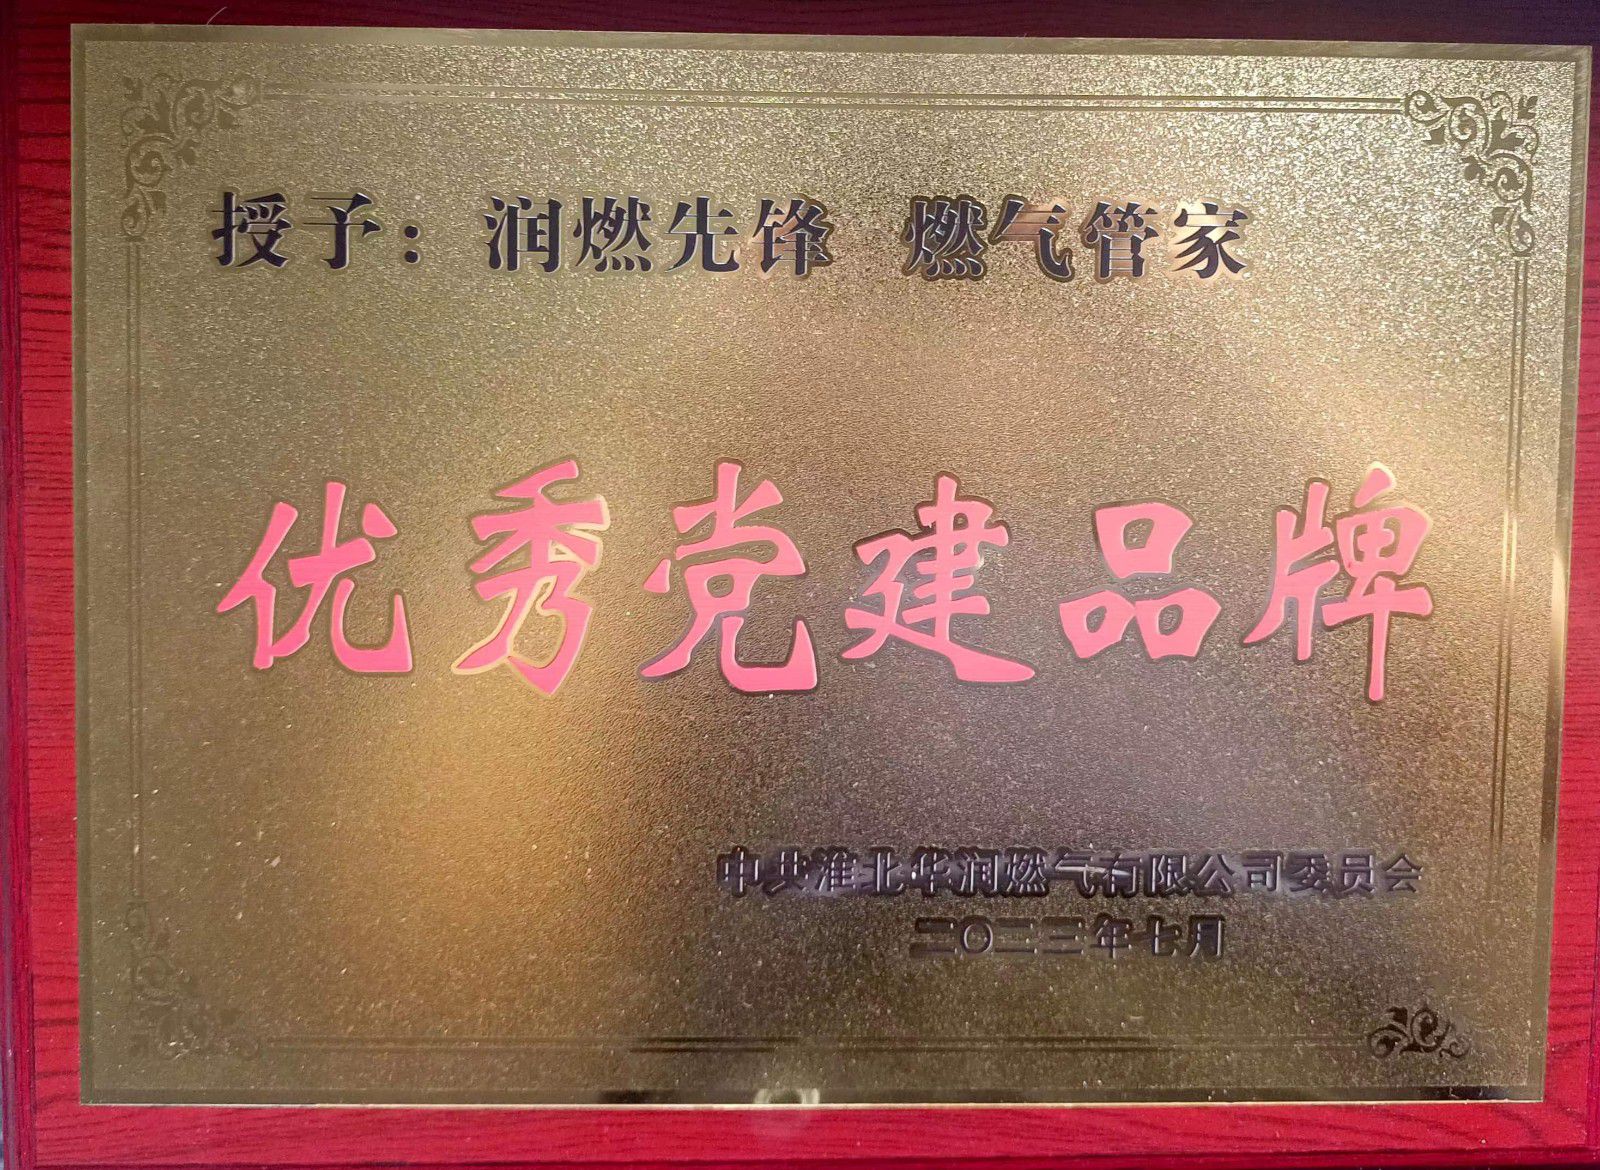 授予：润燃先锋 燃气管家
优秀党建品牌
中共淮北华润燃气有限公司委员会
二〇二三年七月